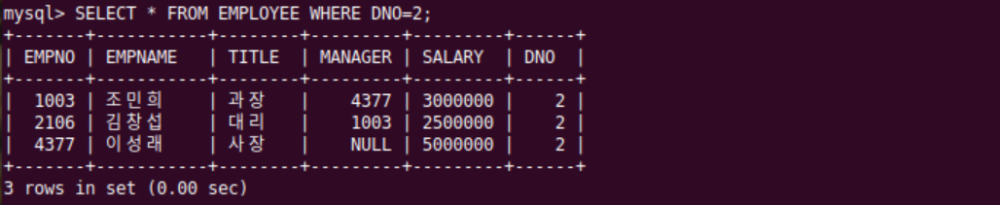 mysql> SELECT * FROM EMPLOYEE WHERE DNO=2;
+-------+-----------+--------+---------+---------+------+
| EMPNO | EMPNAME   | TITLE  | MANAGER | SALARY  | DNO  |
+-------+-----------+--------+---------+---------+------+
|  1003 | 조민희    | 과장   |    4377 | 3000000 |    2 |
|  2106 | 김창섭    | 대리   |    1003 | 2500000 |    2 |
|  4377 | 이성래    | 사장   |    NULL | 5000000 |    2 |
+-------+-----------+--------+---------+---------+------+
3 rows in set (0.00 sec)